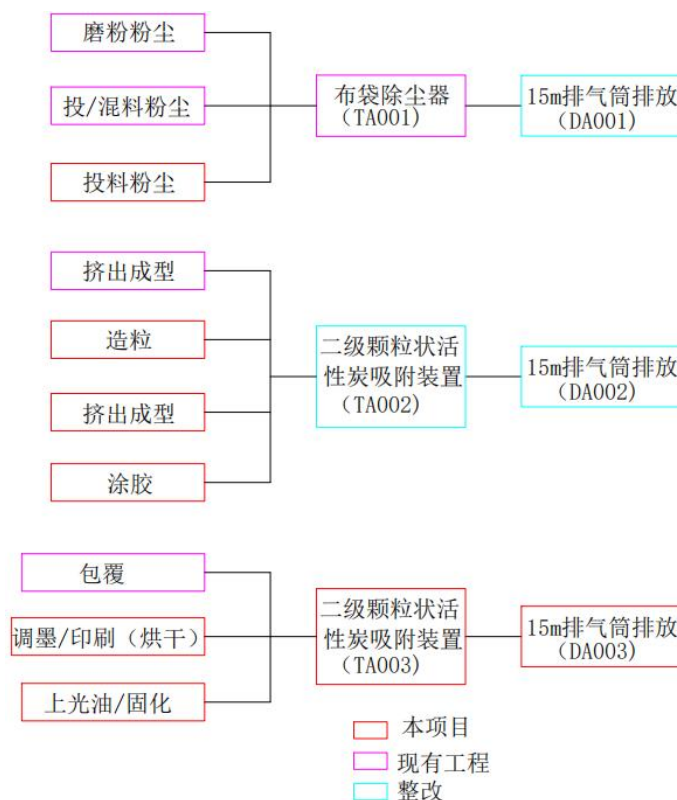 磨粉粉尘
投/混料粉尘
投料粉尘
布袋除尘器
（TA001）
15m排气筒排放
（DA001）
挤出成型
造粒
挤出成型
涂胶
二级颗粒状活
性炭吸附装置
（TA002）
15m排气筒排放
（DA002）
包覆
调墨/印刷（烘干）
上光油/固化
二级颗粒状活
性炭吸附装置
（TA003）
15m排气筒排放
（DA003）
本项目
现有工程
整改